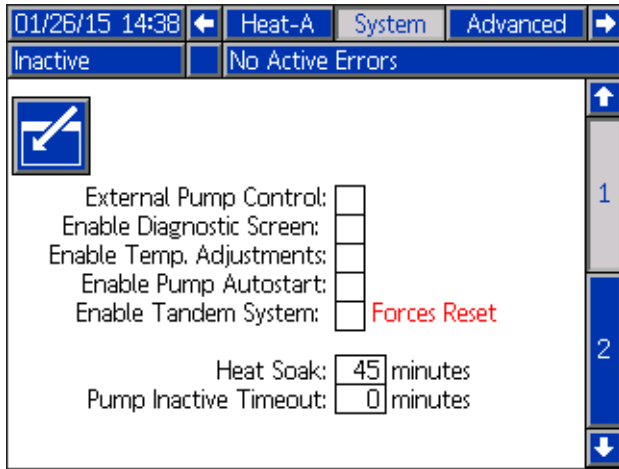 01/26/15 14:38 Heat-A System Advanced
Inactive No Active Errors
External Pump Control:
1
Enable Diagnostic Screen:
Enable Temp. Adjustments:
Enable Pump Autostart:
Enable Tandem System: Forces Reset
2
Heat Soak: 45 minutes
Pump Inactive Timeout: 0 minutes